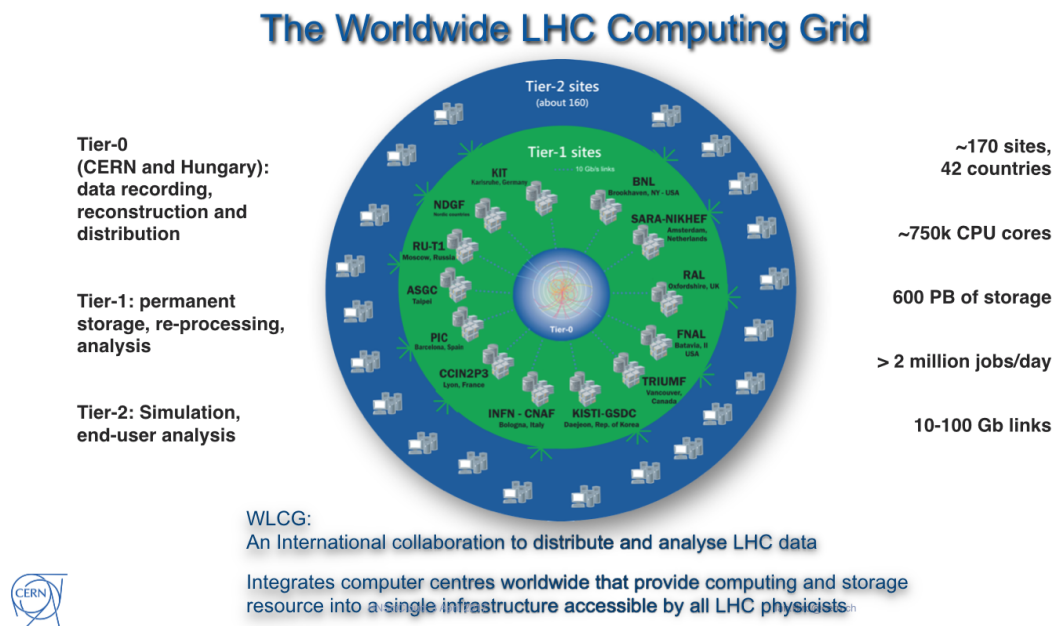 The Worldwide LHC Computing Grid
Tier-2 sites
(about 160)
Tier-1 sites
10 Gb/s links
KIT
Karlsruhe, Germany
BNL
Brookhaven, NY - USA
NDGF
Nordic countries
SARA-NIKHEF
Amsterdam,
Netherlands
RU-T1
Moscow, Russia
RAL
Oxfordshire, UK
ASGC
Taipei
PIC
Barcelona, Spain
FNAL
Batavia, Il
USA
CCIN2P3
Lyon, France
TRIUMF
Vancouver,
Canada
INFN - CNAF
Bologna, Italy
KISTI-GSDC
Daejeon, Rep. of Korea
Tier-0
Tier-0
(CERN and Hungary):
data recording,
reconstruction and
distribution
Tier-1: permanent
storage, re-processing,
analysis
Tier-2: Simulation,
end-user analysis
~170 sites,
42 countries
~750k CPU cores
600 PB of storage
> 2 million jobs/day
10-100 Gb links
WLCG:
An International collaboration to distribute and analyse LHC data
Integrates computer centres worldwide that provide computing and storage
resource into a single infrastructure accessible by all LHC physicists
CERN